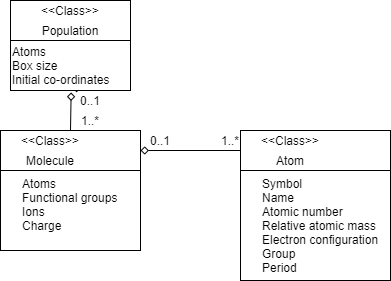 <<Class>>
Population
Atoms
Box size
Initial co-ordinates
0..1
1..*
<<Class>>
Molecule
Atoms
Functional groups
Ions
Charge
0..1
1..*
<<Class>>
Atom
Symbol
Name
Atomic number
Relative atomic mass
Electron configuration
Group
Period